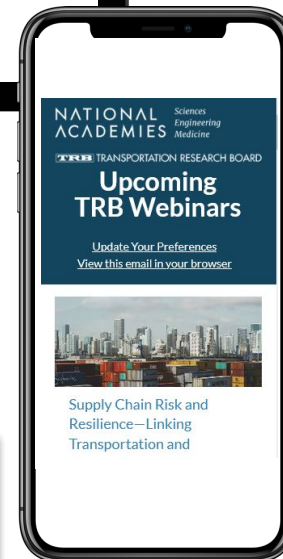 NATIONAL Sciences
ACADEMIES Engineering
Medicine
TRB TRANSPORTATION RESEARCH BOARD
Upcoming
TRB Webinars
Update Your Preferences
View this email in your browser
Supply Chain Risk and
Resilience—Linking
Transportation and